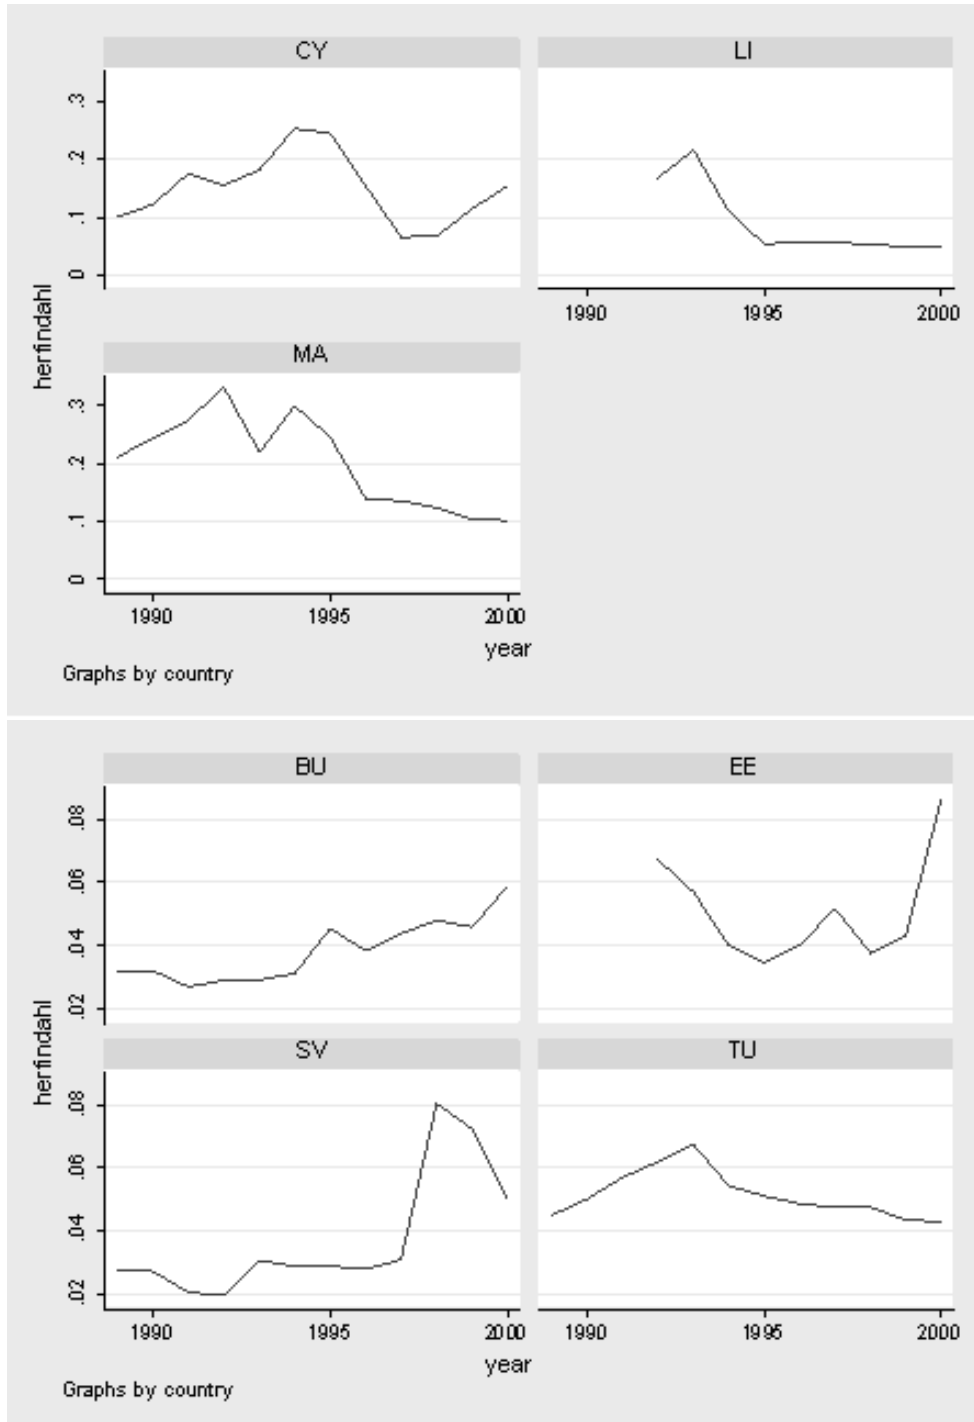 CY
LI
.3
.2
.1
0
1990 1995 2000
herfindahl
MA
.3
.2
.1
0
1990 1995 2000
year
Graphs by country
BU
EE
.08
.06
.04
.02
herfindahl
SV
TU
.08
.06
.04
.02
1990 1995 2000
1990 1995 2000
year
Graphs by country